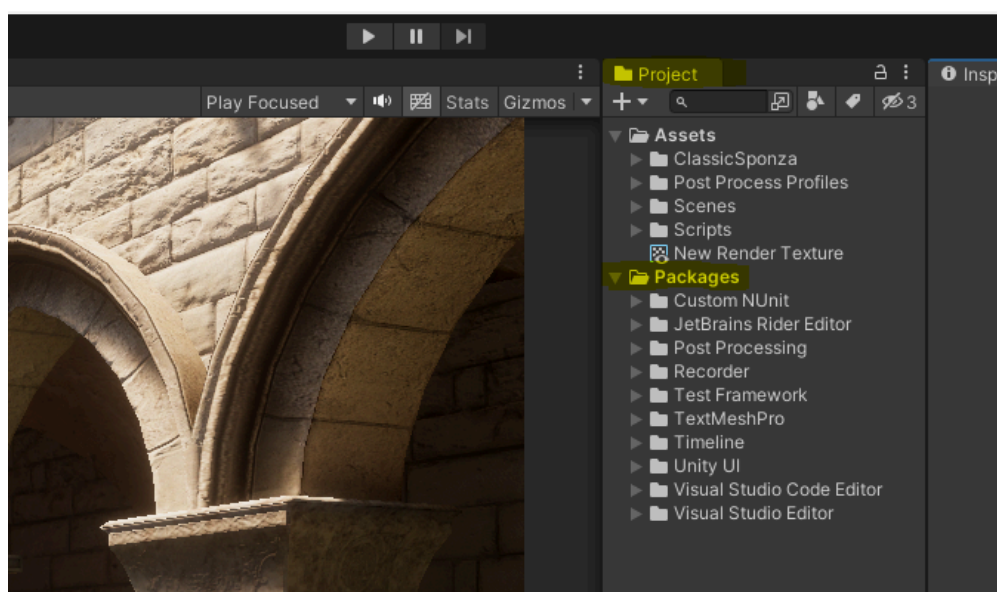 Project
Insp
Play Focused
Stats
Gizmos
3
Assets
ClassicSponza
Post Process Profiles
Scenes
Scripts
New Render Texture
Packages
Custom NUnit
JetBrains Rider Editor
Post Processing
Recorder
Test Framework
TextMeshPro
Timeline
Unity UI
Visual Studio Code Editor
Visual Studio Editor